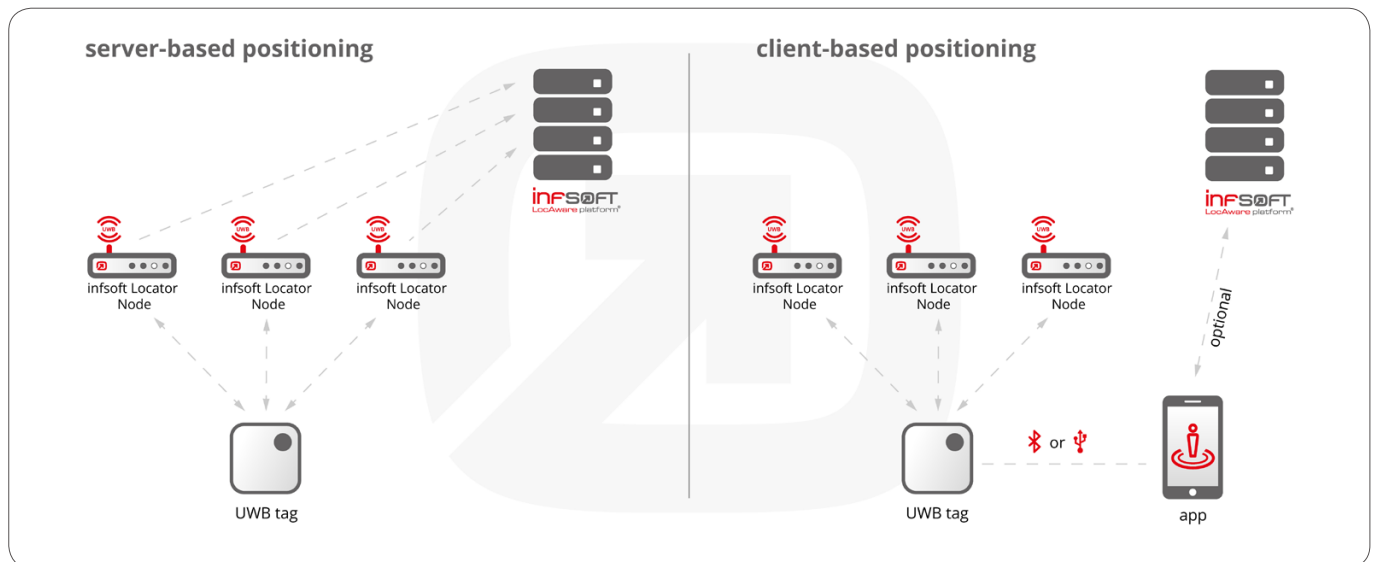 server-based positioning
infsoft
LocAware platform®
UWB
UWB
UWB
infsoft Locator
Node
infsoft Locator
Node
infsoft Locator
Node
UWB tag
client-based positioning
infsoft
LocAware platform®
UWB
UWB
UWB
infsoft Locator
Node
infsoft Locator
Node
infsoft Locator
Node
optional
or
UWB tag
app